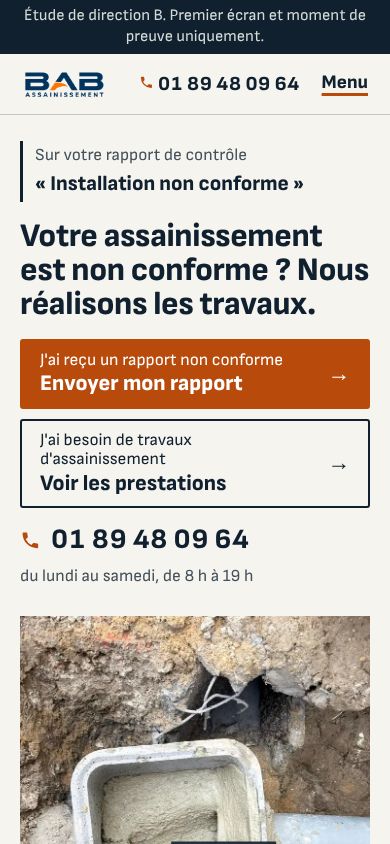 Étude de direction B. Premier écran et moment de
preuve uniquement.
BAB
ASSAINISSEMENT
01 89 48 09 64
Menu
Sur votre rapport de contrôle
« Installation non conforme »
Votre assainissement
est non conforme ? Nous
réalisons les travaux.
J'ai reçu un rapport non conforme
Envoyer mon rapport
→
J'ai besoin de travaux
d'assainissement
Voir les prestations
→
01 89 48 09 64
du lundi au samedi, de 8 h à 19 h